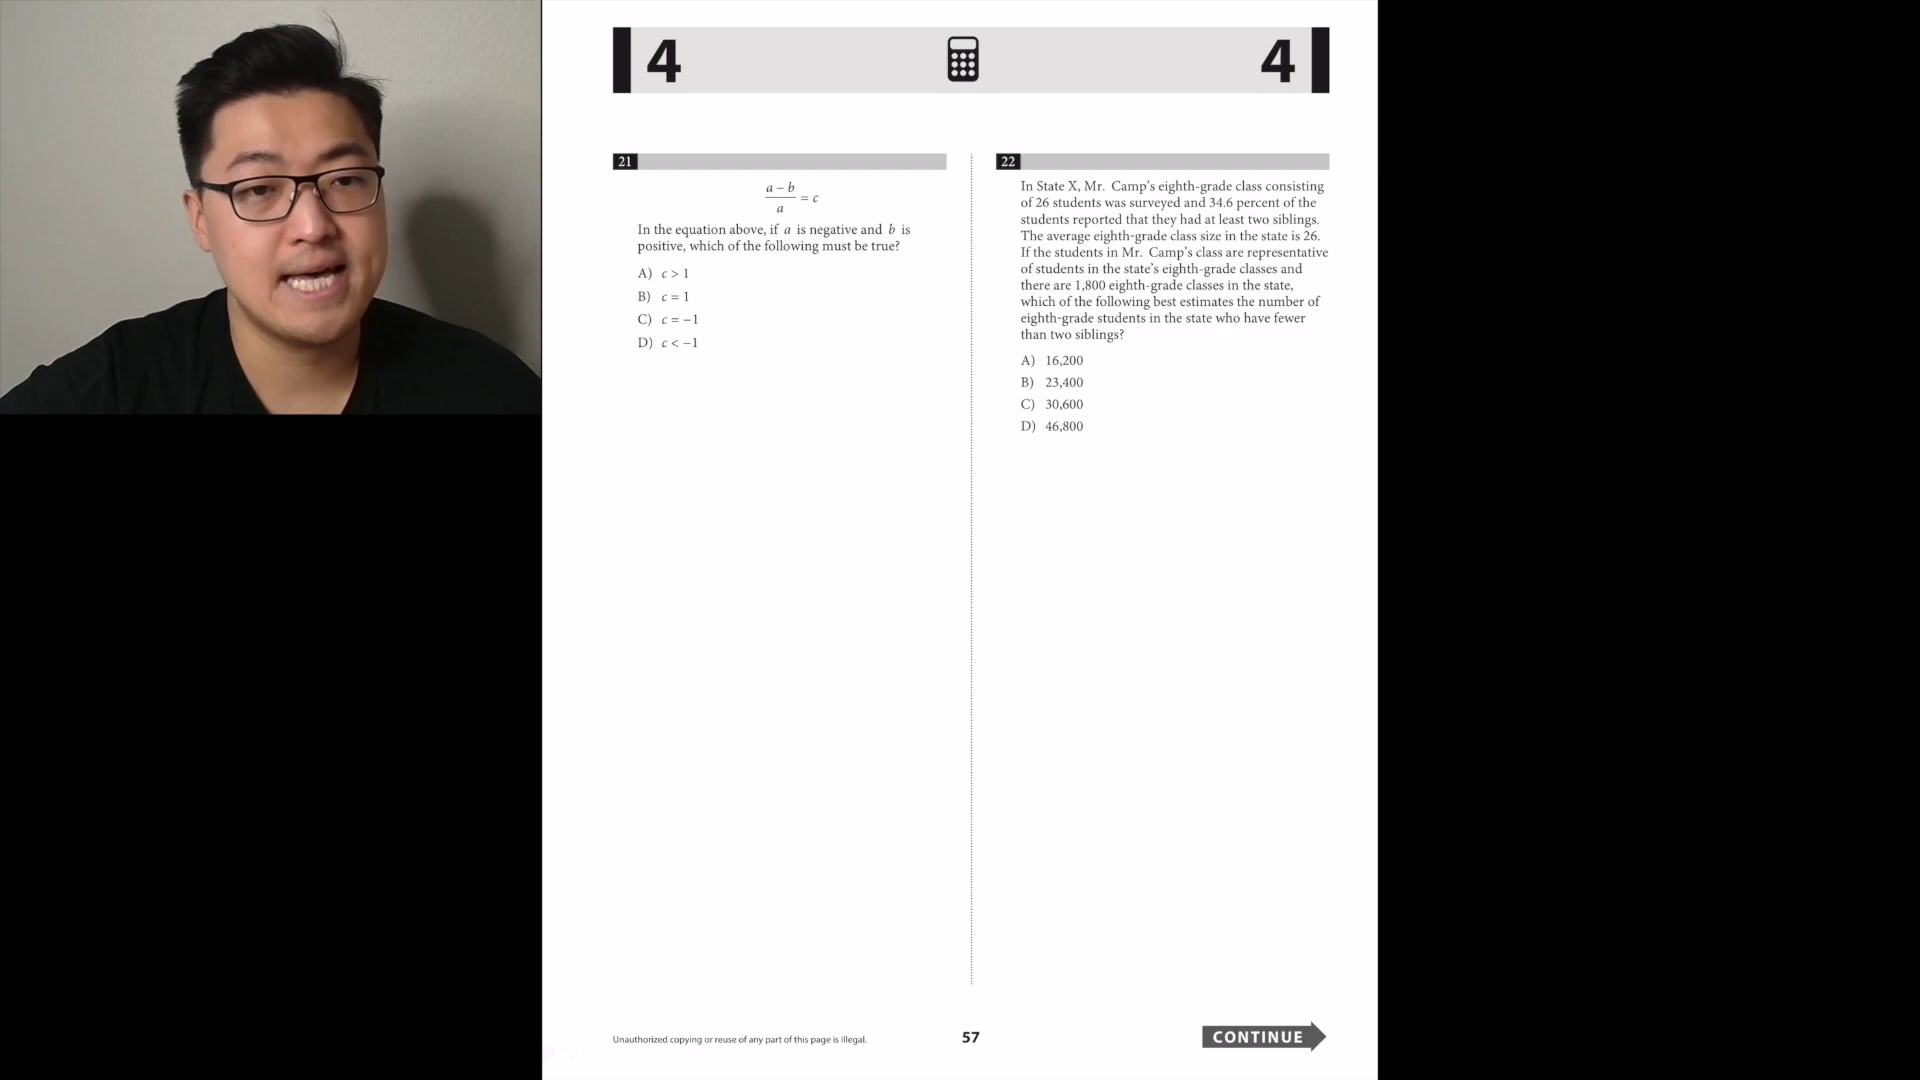 4 4
21
a − b
a
= c
In the equation above, if a is negative and b is
positive, which of the following must be true?
A) c > 1
B) c = 1
C) c = −1
D) c < −1
22
In State X, Mr. Camp's eighth-grade class consisting
of 26 students was surveyed and 34.6 percent of the
students reported that they had at least two siblings.
The average eighth-grade class size in the state is 26.
If the students in Mr. Camp's class are representative
of students in the state's eighth-grade classes and
there are 1,800 eighth-grade classes in the state,
which of the following best estimates the number of
eighth-grade students in the state who have fewer
than two siblings?
A) 16,200
B) 23,400
C) 30,600
D) 46,800
Unauthorized copying or reuse of any part of this page is illegal.
57
CONTINUE